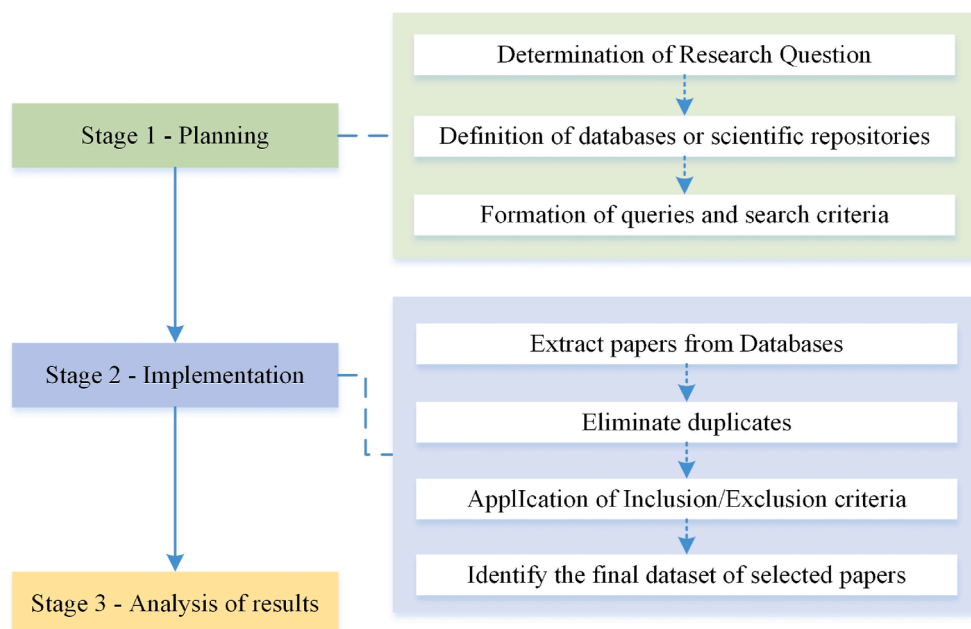 Stage 1 - Planning
Determination of Research Question
Definition of databases or scientific repositories
Formation of queries and search criteria
Stage 2 - Implementation
Extract papers from Databases
Eliminate duplicates
ApplIcation of Inclusion/Exclusion criteria
Identify the final dataset of selected papers
Stage 3 - Analysis of results